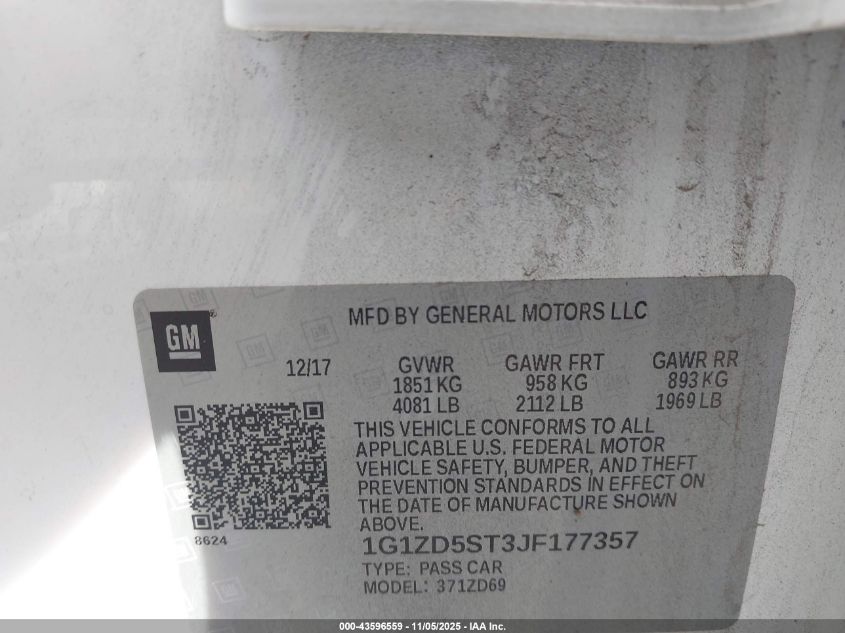 MFD BY GENERAL MOTORS LLC
GM®
12/17
GVWR GAWR FRT GAWR RR
1851 KG 958 KG 893 KG
4081 LB 2112 LB 1969 LB
THIS VEHICLE CONFORMS TO ALL
APPLICABLE U.S. FEDERAL MOTOR
VEHICLE SAFETY, BUMPER, AND THEFT
PREVENTION STANDARDS IN EFFECT ON
THE DATE OF MANUFACTURE SHOWN
ABOVE.
8624
1G1ZD5ST3JF177357
TYPE: PASS CAR
MODEL: 371ZD69
000-43596559 - 11/05/2025 - IAA Inc.